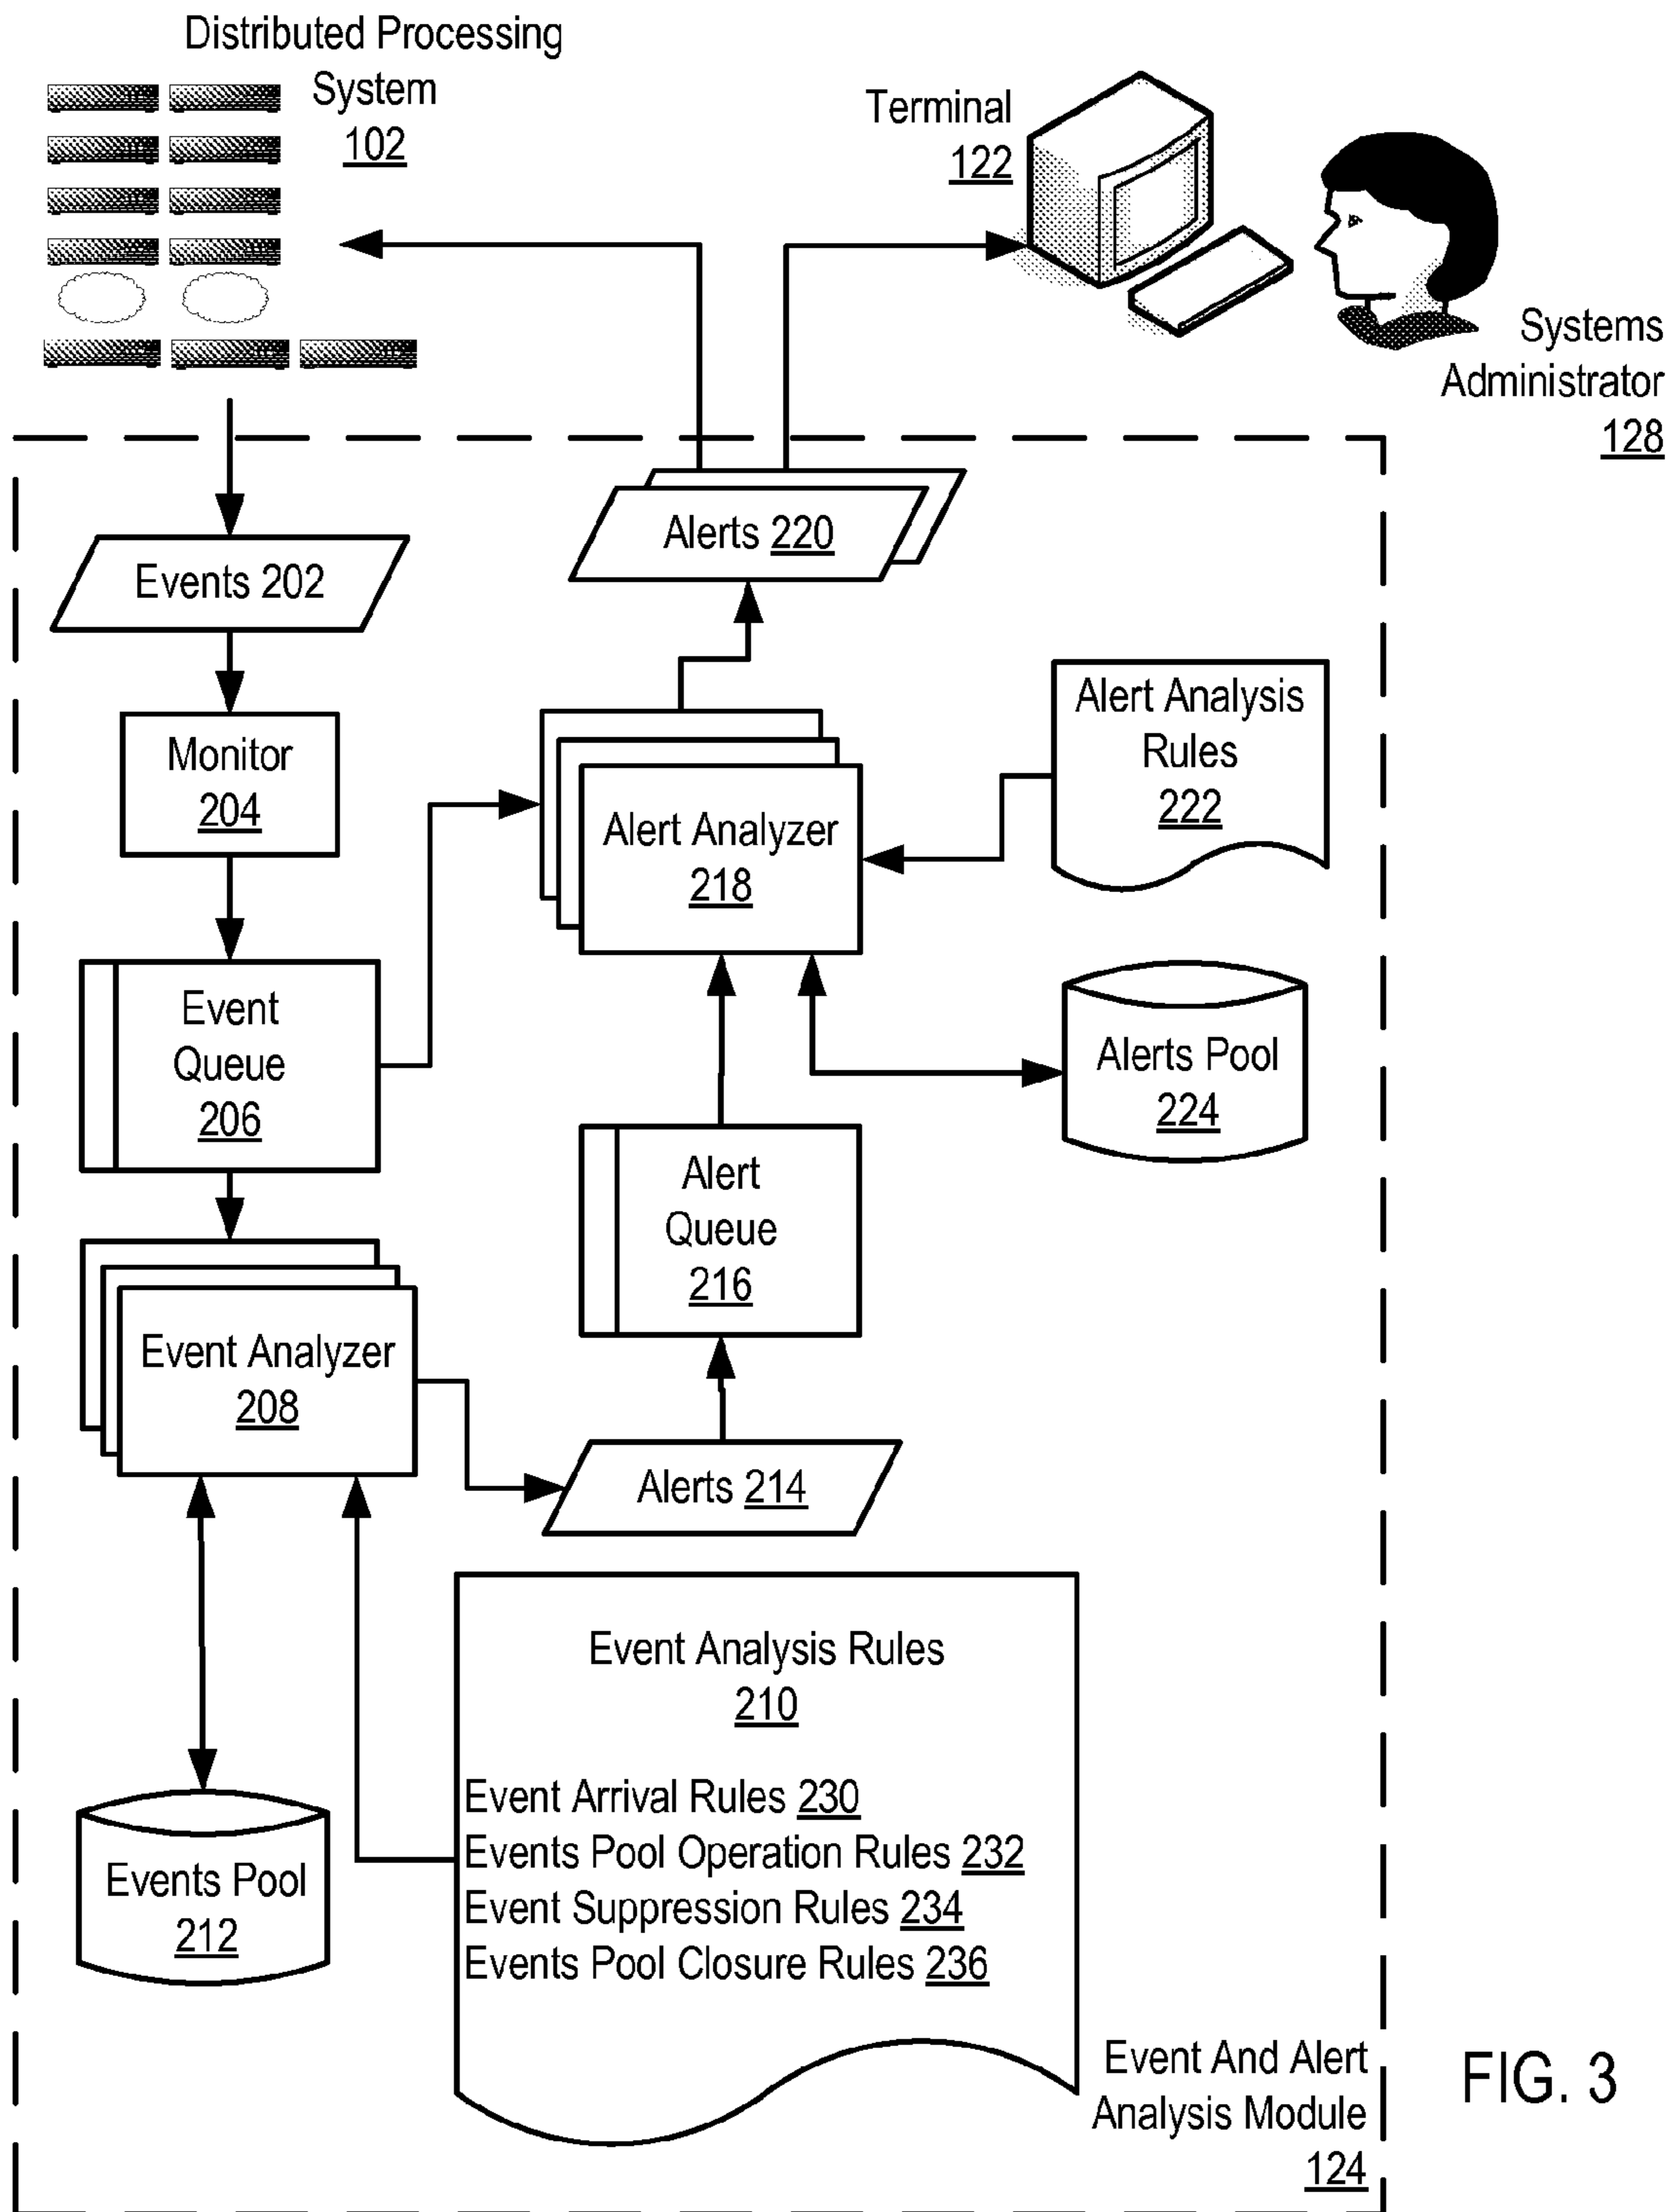 Distributed Processing
System
102
Terminal
122
Systems
Administrator
128
Alerts 220
Events 202
Monitor
204
Alert Analysis
Rules
222
Alert Analyzer
218
Event
Queue
206
Alerts Pool
224
Alert
Queue
216
Event Analyzer
208
Alerts 214
Event Analysis Rules
210
Event Arrival Rules 230
Events Pool Operation Rules 232
Event Suppression Rules 234
Events Pool Closure Rules 236
Events Pool
212
Event And Alert
Analysis Module
124
FIG. 3